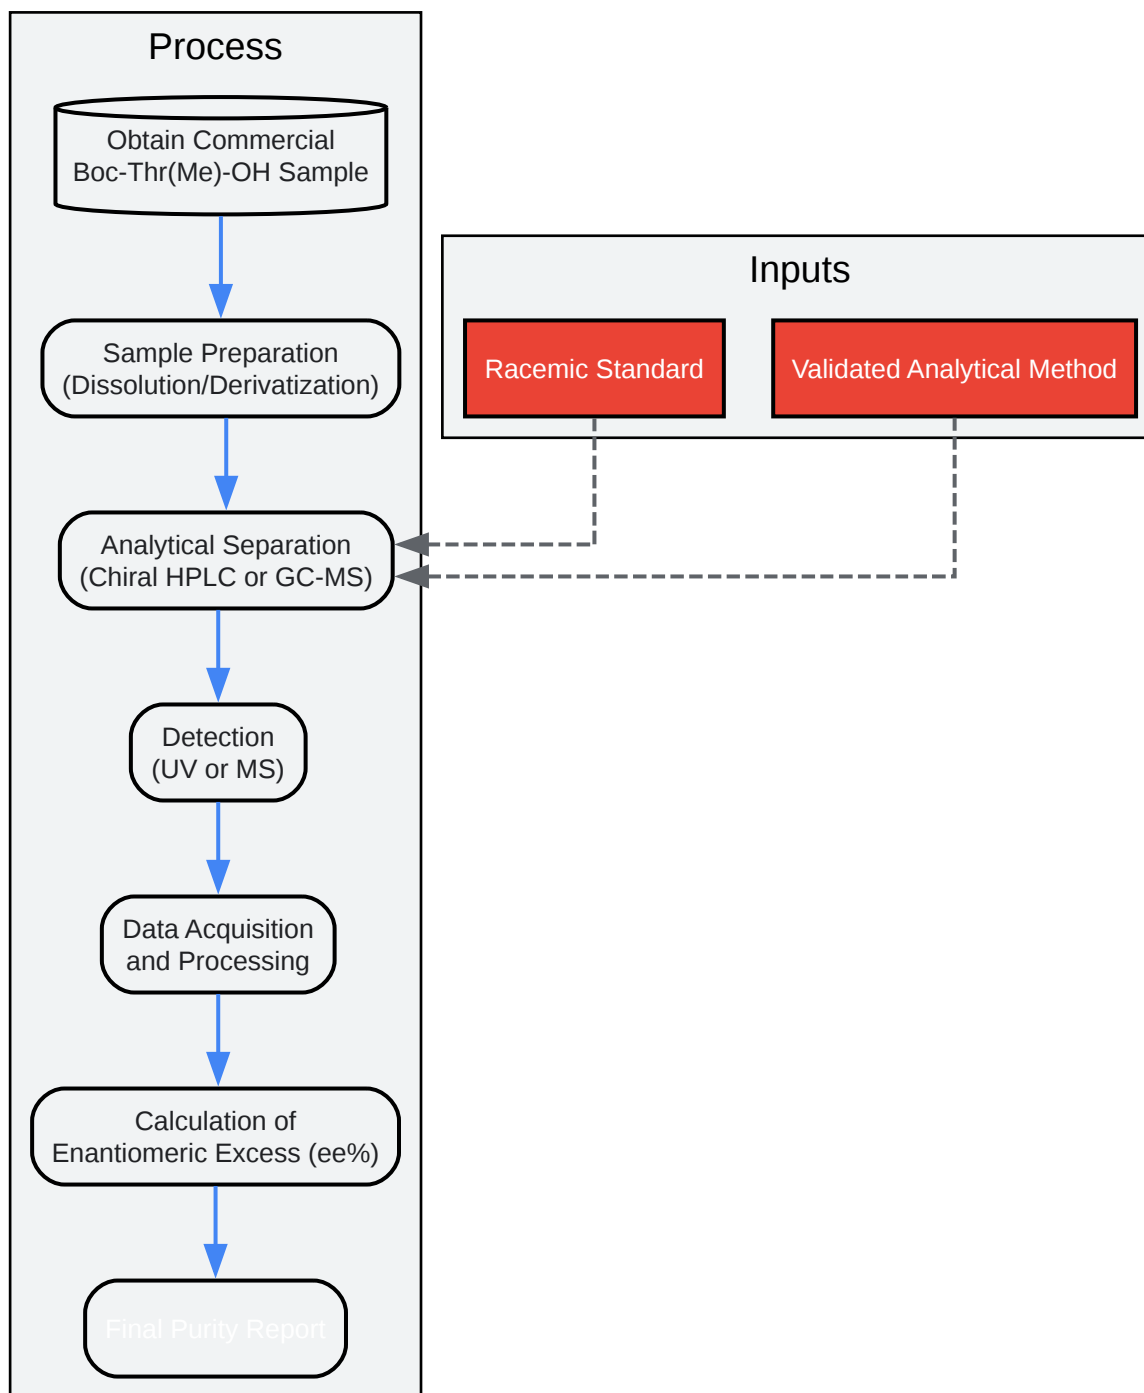 Process
Obtain Commercial
Boc-Thr(Me)-OH Sample
Inputs
Sample Preparation
(Dissolution/Derivatization)
Racemic Standard
Validated Analytical Method
Analytical Separation
(Chiral HPLC or GC-MS)
Detection
(UV or MS)
Data Acquisition
and Processing
Calculation of
Enantiomeric Excess (ee%)
Final Purity Report